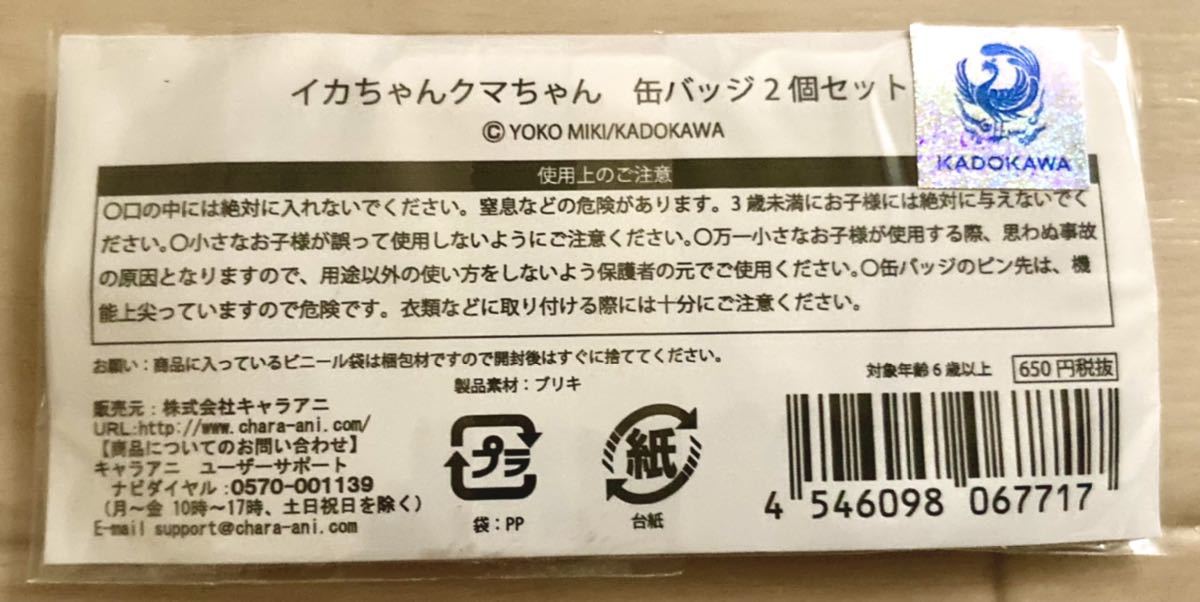 イカちゃんクマちゃん 缶バッジ2個セット
©YOKO MIKI/KADOKAWA
KADOKAWA
使用上のご注意
〇口の中には絶対に入れないでください。窒息などの危険があります。3歳未満にお子様には絶対に与えないでく
ださい。〇小さなお子様が誤って使用しないようにご注意ください。〇万一小さなお子様が使用する際、思わぬ事故
の原因となりますので、用途以外の使い方をしないよう保護者の元でご使用ください。〇缶バッジのピン先は、機
能上尖っていますので危険です。衣類などに取り付ける際には十分にご注意ください。
お願い:商品に入っているビニール袋は梱包材ですので開封後はすぐに捨ててください。
製品素材:ブリキ
対象年齢6歳以上 650円税抜
販売元:株式会社キャラアニ
URL:http://www.chara-ani.com/
【商品についてのお問い合わせ】
キャラアニ ユーザーサポート
ナビダイヤル:0570-001139
(月~金 10時~17時、土日祝日を除く)
E-mail support@chara-ani.com
プラ
袋:PP
紙
台紙
4 546098 067717